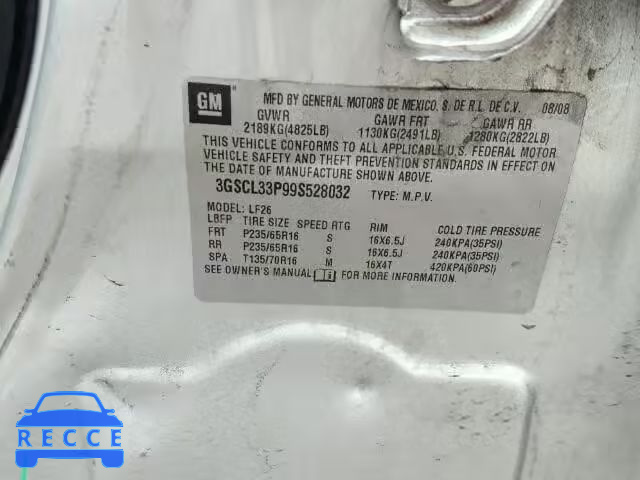 GM
MFD BY GENERAL MOTORS DE MEXICO, S. DE R.L. DE C.V. 08/08
GVWR GAWR FRT GAWR RR
2189KG(4825LB) 1130KG(2491LB) 1280KG(2822LB)
THIS VEHICLE CONFORMS TO ALL APPLICABLE U.S. FEDERAL MOTOR
VEHICLE SAFETY AND THEFT PREVENTION STANDARDS IN EFFECT ON
THE DATE OF MANUFACTURE SHOWN ABOVE.
3GSCL33P99S528032 TYPE: M.P.V.
MODEL: LF26
LBFP TIRE SIZE SPEED RTG RIM COLD TIRE PRESSURE
FRT P235/65R16 S 16X6.5J 240KPA(35PSI)
RR P235/65R16 S 16X6.5J 240KPA(35PSI)
SPA T135/70R16 M 16X4T 420KPA(60PSI)
SEE OWNER'S MANUAL FOR ADDITIONAL INFORMATION.
RECCE